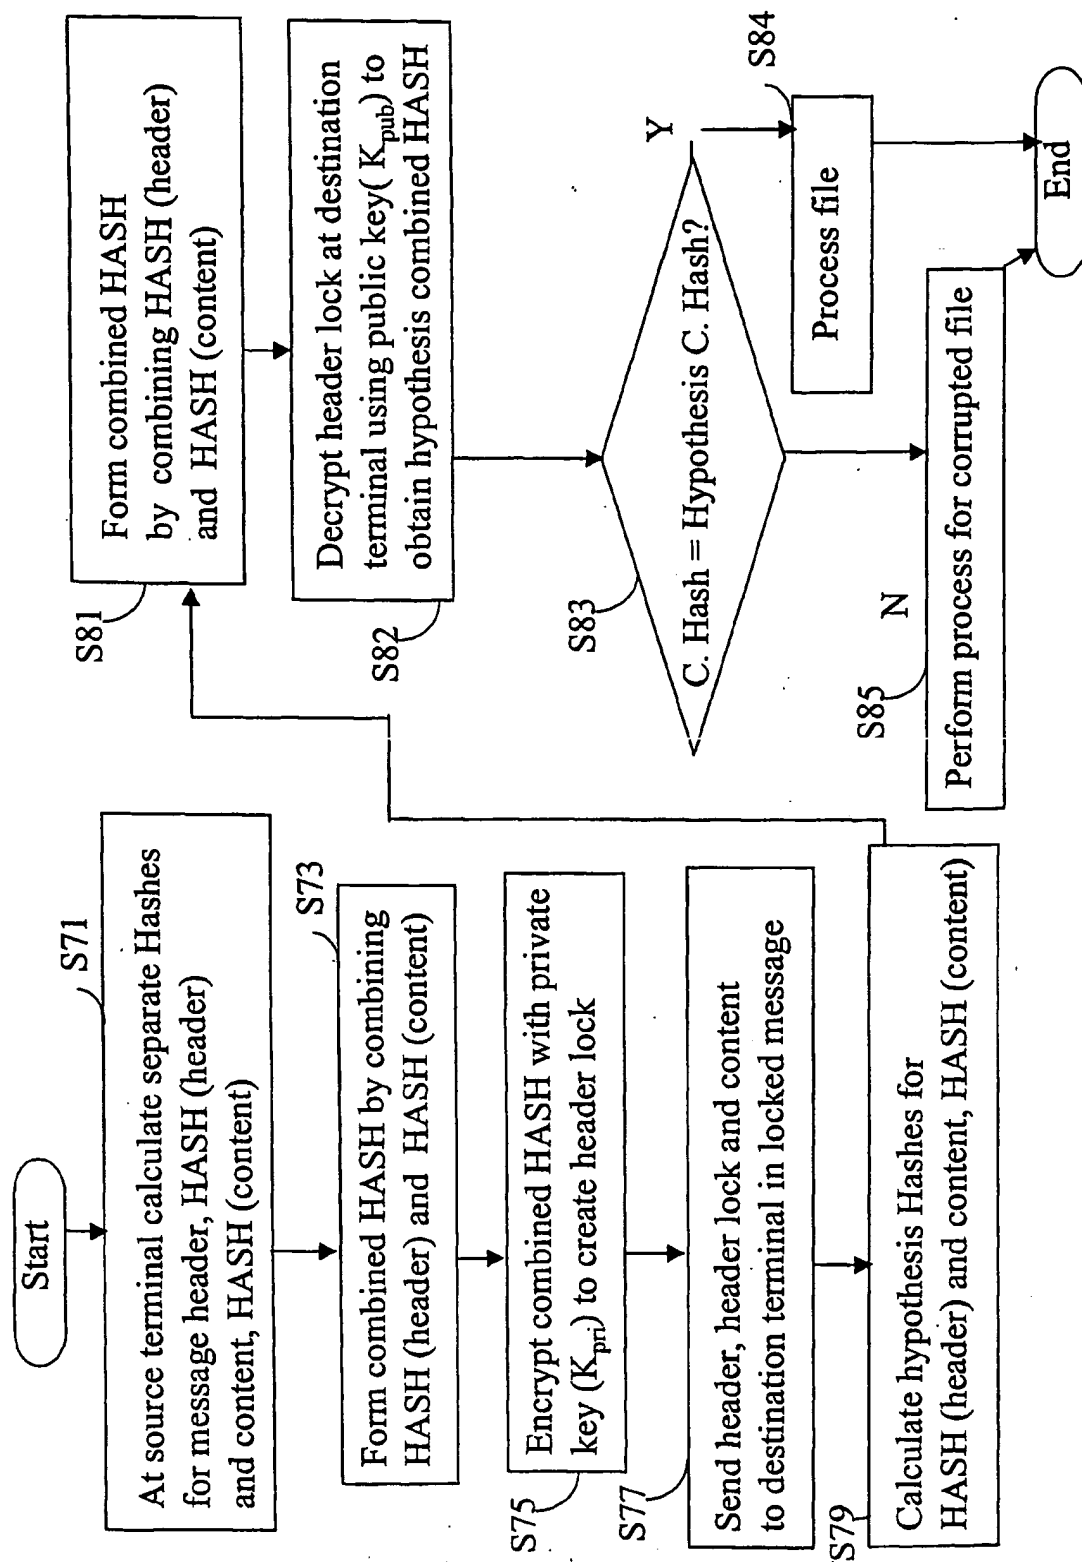 Start
S71
At source terminal calculate separate Hashes
for message header, HASH (header)
and content, HASH (content)
S73
Form combined HASH by combining
HASH (header) and HASH (content)
S75
Encrypt combined HASH with private
key (Kpri) to create header lock
S77
Send header, header lock and content
to destination terminal in locked message
S79
Calculate hypothesis Hashes for
HASH (header) and content, HASH (content)
S81
Form combined HASH
by combining HASH (header)
and HASH (content)
S82
Decrypt header lock at destination
terminal using public key( Kpub) to
obtain hypothesis combined HASH
S83
C. Hash = Hypothesis C. Hash?
Y
S84
Process file
N
S85
Perform process for corrupted file
End